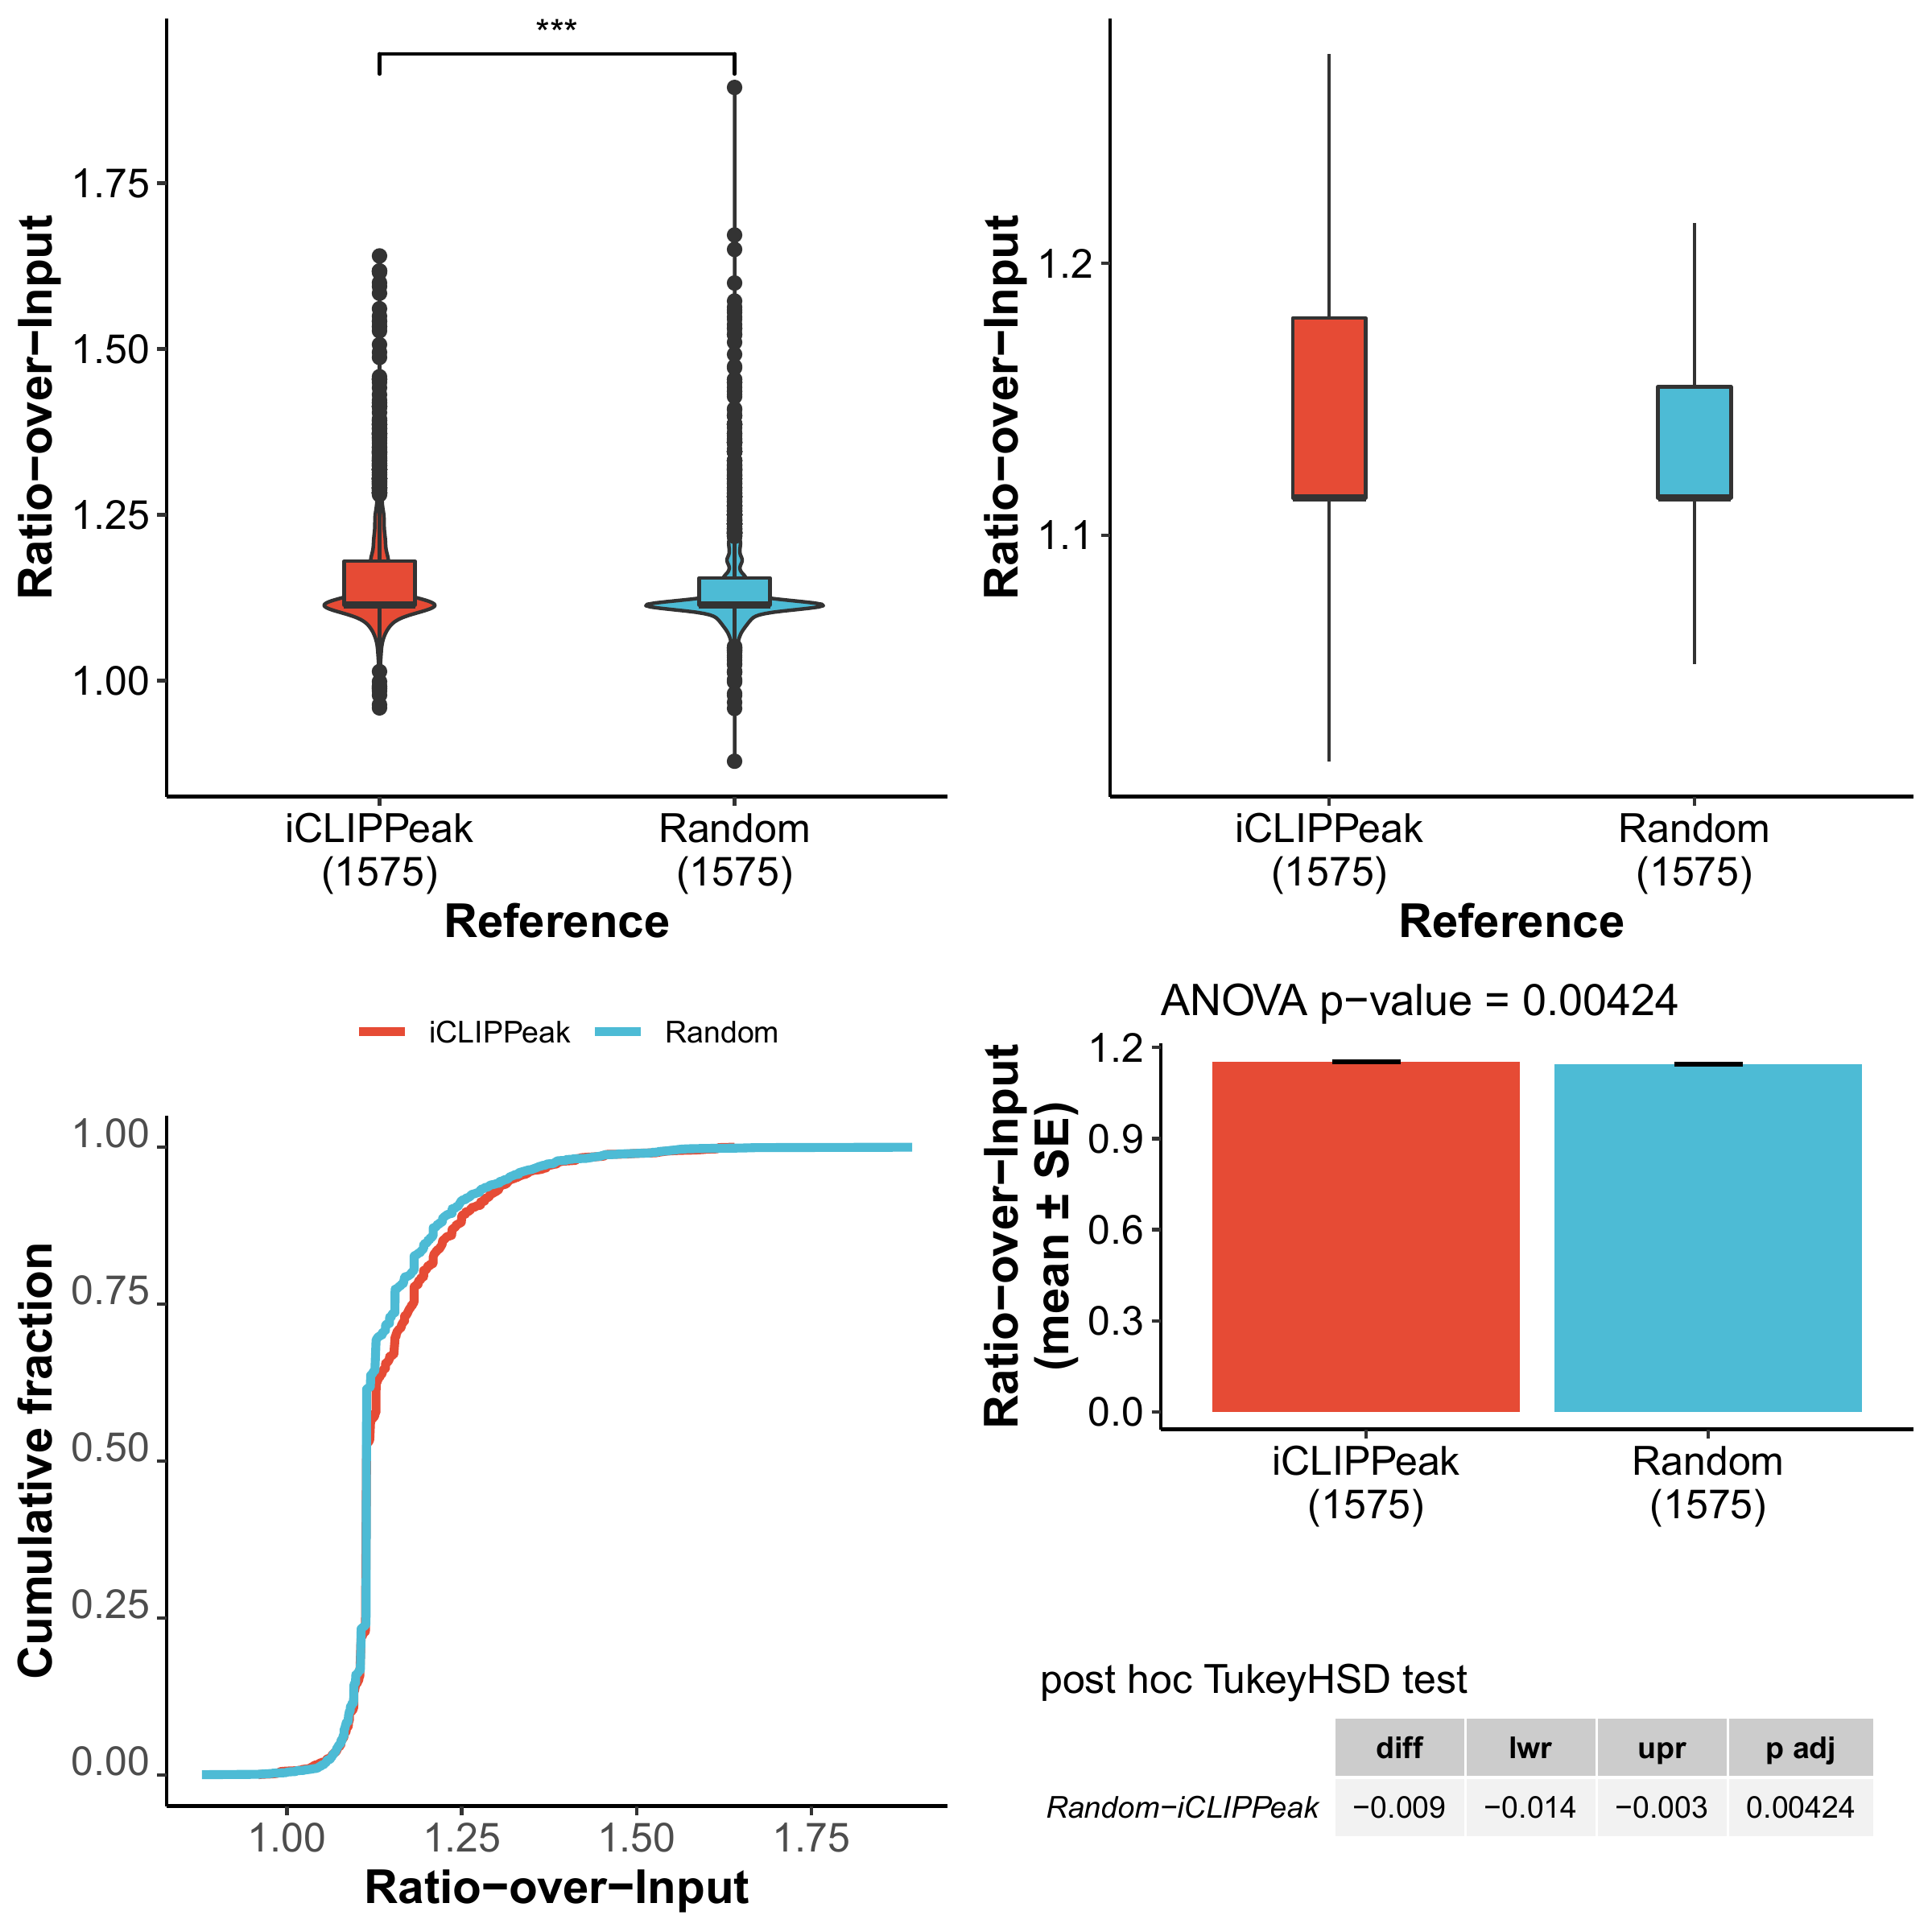 ***
Ratio−over−Input
1.75
1.50
1.25
1.00
iCLIPPeak
(1575)
Random
(1575)
Reference
Ratio−over−Input
1.2
1.1
iCLIPPeak
(1575)
Random
(1575)
Reference
iCLIPPeak
Random
Cumulative fraction
1.00
0.75
0.50
0.25
0.00
1.00
1.25
1.50
1.75
Ratio−over−Input
ANOVA p−value = 0.00424
Ratio−over−Input
(mean ± SE)
1.2
0.9
0.6
0.3
0.0
iCLIPPeak
(1575)
Random
(1575)
post hoc TukeyHSD test
diff lwr upr p adj
Random−iCLIPPeak −0.009 −0.014 −0.003 0.00424